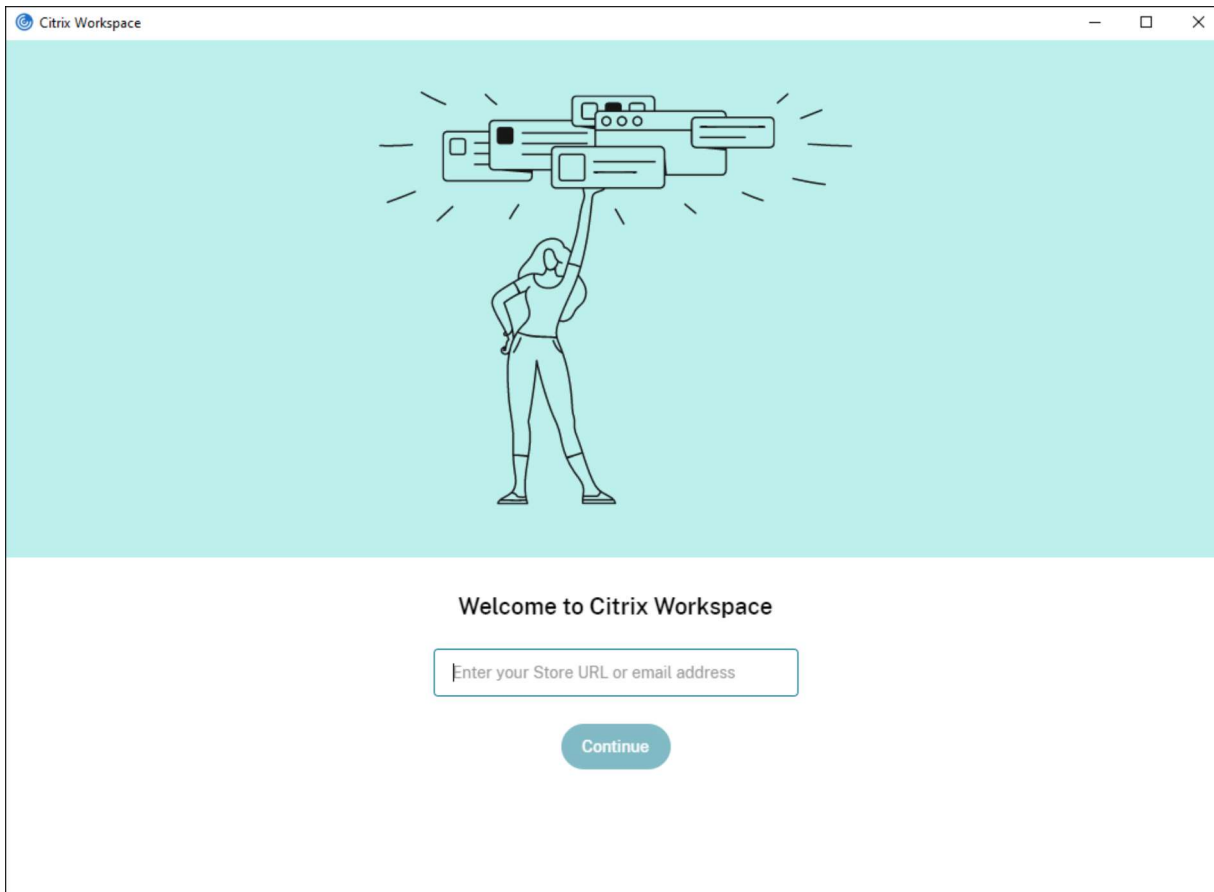 Citrix Workspace
Welcome to Citrix Workspace
Enter your Store URL or email address
Continue